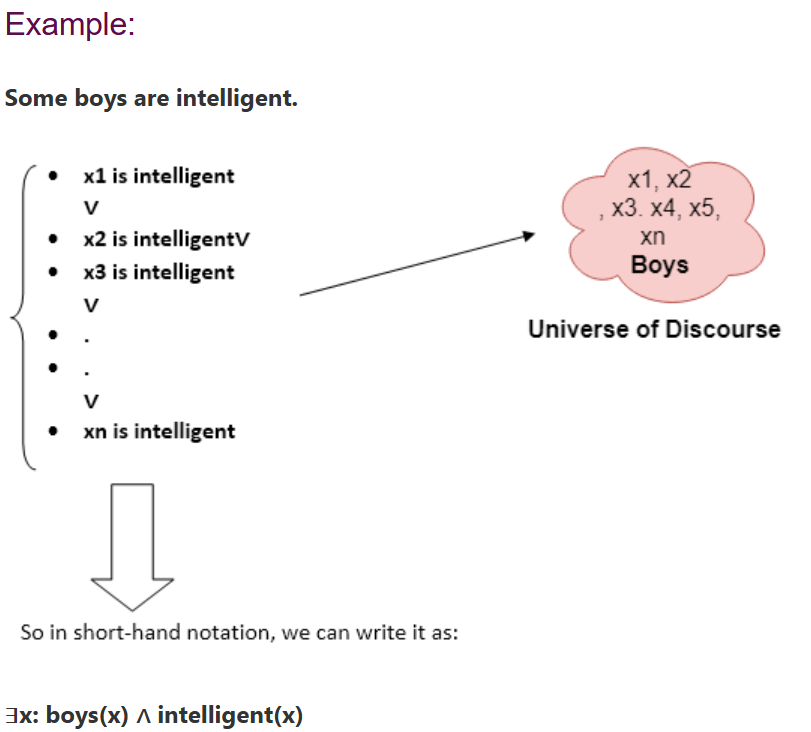 Example:
Some boys are intelligent.
• x1 is intelligent
∨
• x2 is intelligent∨
• x3 is intelligent
∨
• .
• .
∨
• xn is intelligent
x1, x2
, x3. x4, x5,
xn
Boys
Universe of Discourse
So in short-hand notation, we can write it as:
∃x: boys(x) ∧ intelligent(x)